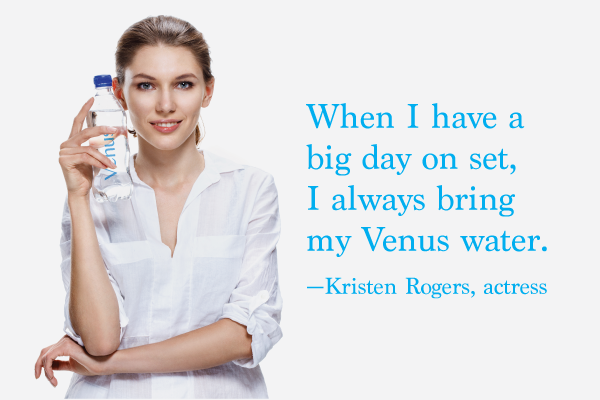 Venus
When I have a
big day on set,
I always bring
my Venus water.
—Kristen Rogers, actress